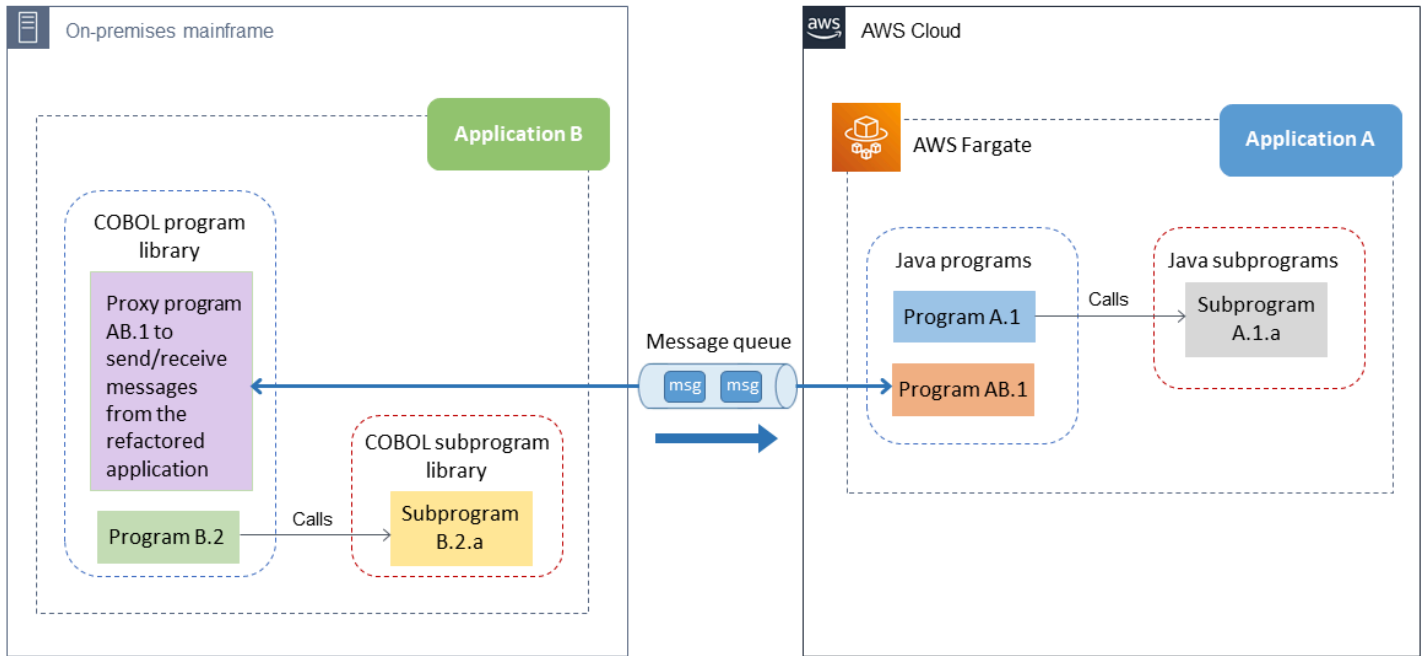 On-premises mainframe
Application B
COBOL program
library
Proxy program
AB.1 to
send/receive
messages
from the
refactored
application
Program B.2
Calls
COBOL subprogram
library
Subprogram
B.2.a
Message queue
msg
msg
aws
AWS Cloud
AWS Fargate
Application A
Java programs
Program A.1
Program AB.1
Calls
Java subprograms
Subprogram
A.1.a